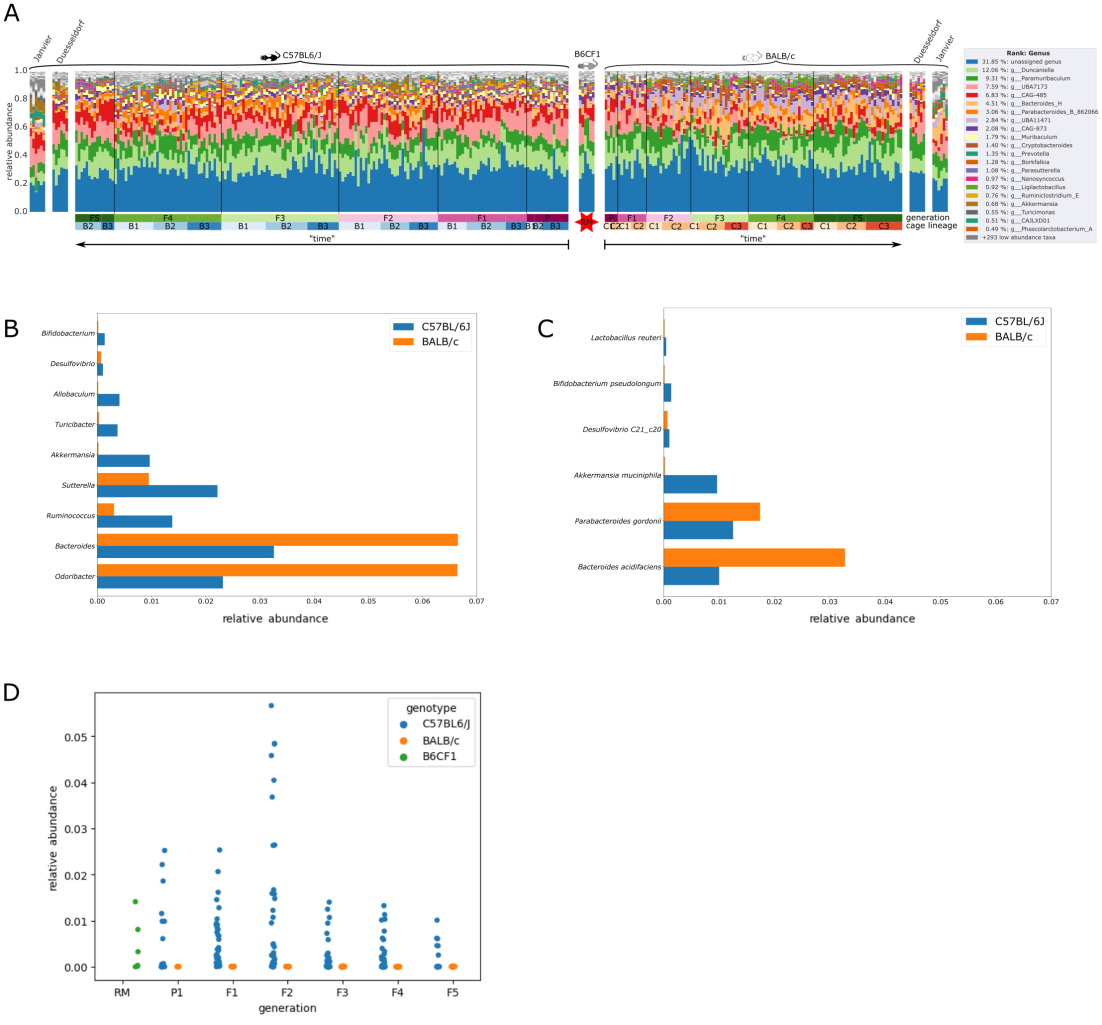 A
Janvier
Duesseldorf
C57BL6/J
B6CF1
BALB/c
Duesseldorf
Janvier
1.0
0.8
0.6
0.4
0.2
0.0
relative abundance
F5 F4 F3 F2 F1 P
P F1 F2 F3 F4 F5
generation
B2 B3 B1 B2 B3 B1 B2 B3 B1 B2 B3 B1 B2 B3 B1 B2 B3
C1 C2 C1 C2 C1 C2 C1 C2 C3 C1 C2 C3 C1 C2 C3
cage lineage
"time"
"time"
Rank: Genus
31.85 %: unassigned genus
12.06 %: g__Duncaniella
9.31 %: g__Paramuribaculum
7.59 %: g__UBA7173
6.83 %: g__CAG-485
4.51 %: g__Bacteroides_H
3.06 %: g__Parabacteroides_B_862066
2.84 %: g__UBA11471
2.08 %: g__CAG-873
1.79 %: g__Muribaculum
1.40 %: g__Cryptobacteroides
1.35 %: g__Prevotella
1.28 %: g__Borkfalkia
1.08 %: g__Parasutterella
0.97 %: g__Nanosyncoccus
0.92 %: g__Ligilactobacillus
0.76 %: g__Ruminiclostridium_E
0.68 %: g__Akkermansia
0.55 %: g__Turicimonas
0.51 %: g__CAJLXD01
0.49 %: g__Phascolarctobacterium_A
+293 low abundance taxa
B
C57BL/6J
BALB/c
Bifidobacterium
Desulfovibrio
Allobaculum
Turicibacter
Akkermansia
Sutterella
Ruminococcus
Bacteroides
Odoribacter
0.00 0.01 0.02 0.03 0.04 0.05 0.06 0.07
relative abundance
C
C57BL/6J
BALB/c
Lactobacillus reuteri
Bifidobacterium pseudolongum
Desulfovibrio C21_c20
Akkermansia muciniphila
Parabacteroides gordonii
Bacteroides acidifaciens
0.00 0.01 0.02 0.03 0.04 0.05 0.06 0.07
relative abundance
D
genotype
C57BL6/J
BALB/c
B6CF1
0.05
0.04
0.03
0.02
0.01
0.00
relative abundance
RM P1 F1 F2 F3 F4 F5
generation